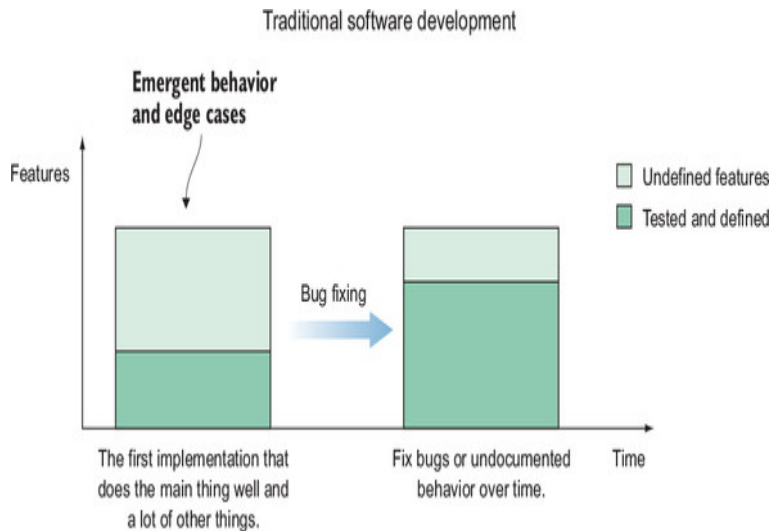 Traditional software development
Emergent behavior
and edge cases
Features
Undefined features
Tested and defined
Bug fixing
The first implementation that
does the main thing well and
a lot of other things.
Fix bugs or undocumented
behavior over time.
Time